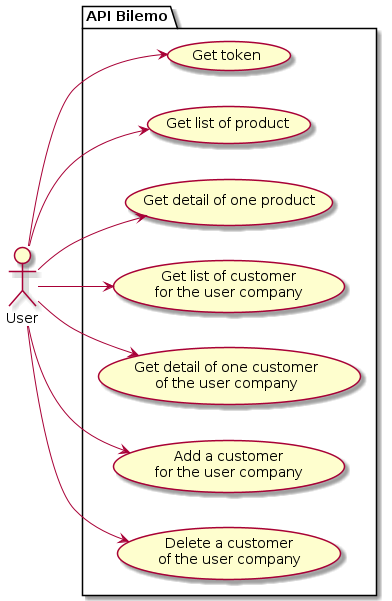 API Bilemo
Get token
Get list of product
Get detail of one product
Get list of customer
for the user company
User
Get detail of one customer
of the user company
Add a customer
for the user company
Delete a customer
of the user company